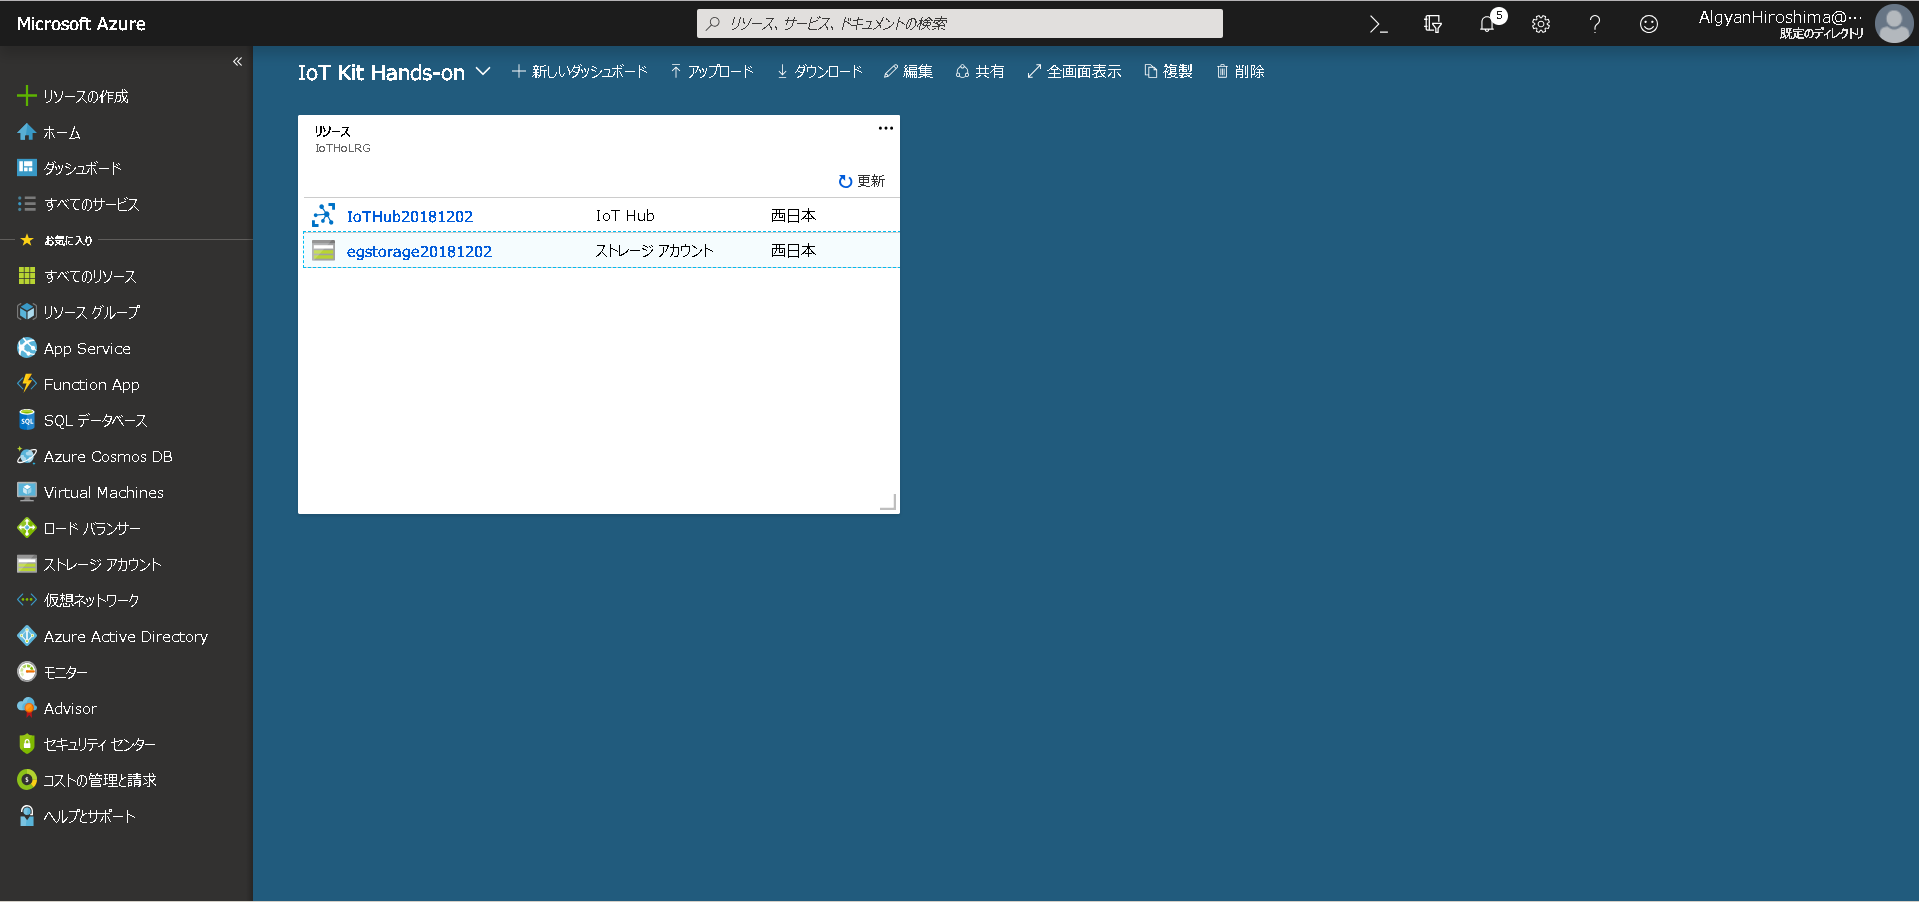 Microsoft Azure
リソース、サービス、ドキュメントの検索
5
AlgyanHiroshima@···
既定のディレクトリ
«
リソースの作成
ホーム
ダッシュボード
すべてのサービス
お気に入り
すべてのリソース
リソース グループ
App Service
Function App
SQL データベース
Azure Cosmos DB
Virtual Machines
ロード バランサー
ストレージ アカウント
仮想ネットワーク
Azure Active Directory
モニター
Advisor
セキュリティ センター
コストの管理と請求
ヘルプとサポート
IoT Kit Hands-on
新しいダッシュボード
アップロード
ダウンロード
編集
共有
全画面表示
複製
削除
リソース
IoTHoLRG
更新
IoTHub20181202 IoT Hub 西日本
egstorage20181202 ストレージ アカウント 西日本